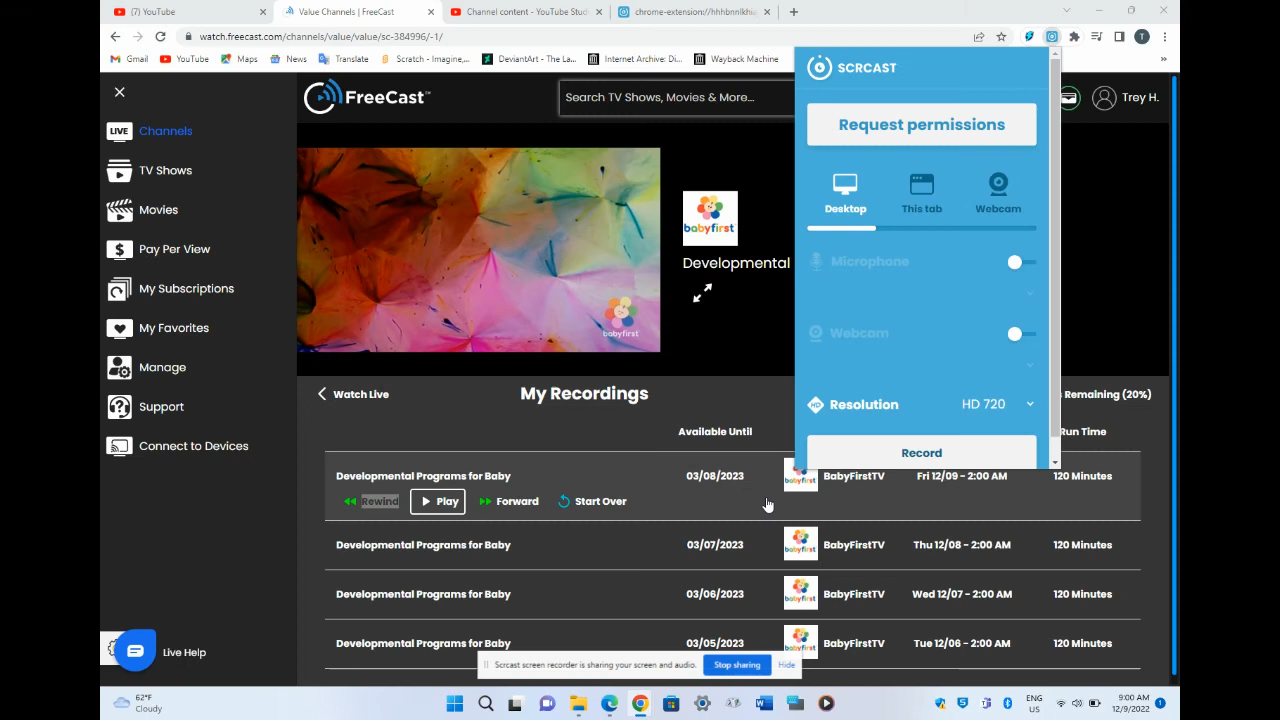 (7) YouTube
Value Channels | FreeCast
Channel content - YouTube Stud
chrome-extension://hhhbnnlkhia
watch.freecast.com/channels/value/value/sc-384996/-1/
T
Gmail
YouTube
Maps
News
Translate
Scratch - Imagine,...
DeviantArt - The La...
Internet Archive: Di...
Wayback Machine
LIVE
Channels
TV Shows
Movies
Pay Per View
My Subscriptions
My Favorites
Manage
Support
Connect to Devices
Live Help
FreeCast™
Search TV Shows, Movies & More...
Trey H.
babyfirst
babyfirst
Developmental
SCRCAST
Request permissions
Desktop
This tab
Webcam
Microphone
Webcam
HD
Resolution
HD 720
Record
Watch Live
My Recordings
Remaining (20%)
Available Until
Run Time
Developmental Programs for Baby
03/08/2023
babyfirst
BabyFirstTV
Fri 12/09 - 2:00 AM
120 Minutes
Rewind
Play
Forward
Start Over
Developmental Programs for Baby
03/07/2023
babyfirst
BabyFirstTV
Thu 12/08 - 2:00 AM
120 Minutes
Developmental Programs for Baby
03/06/2023
babyfirst
BabyFirstTV
Wed 12/07 - 2:00 AM
120 Minutes
Developmental Programs for Baby
03/05/2023
babyfirst
BabyFirstTV
Tue 12/06 - 2:00 AM
120 Minutes
Scrcast screen recorder is sharing your screen and audio.
Stop sharing
Hide
62°F
Cloudy
ENG
US
9:00 AM
12/9/2022
1